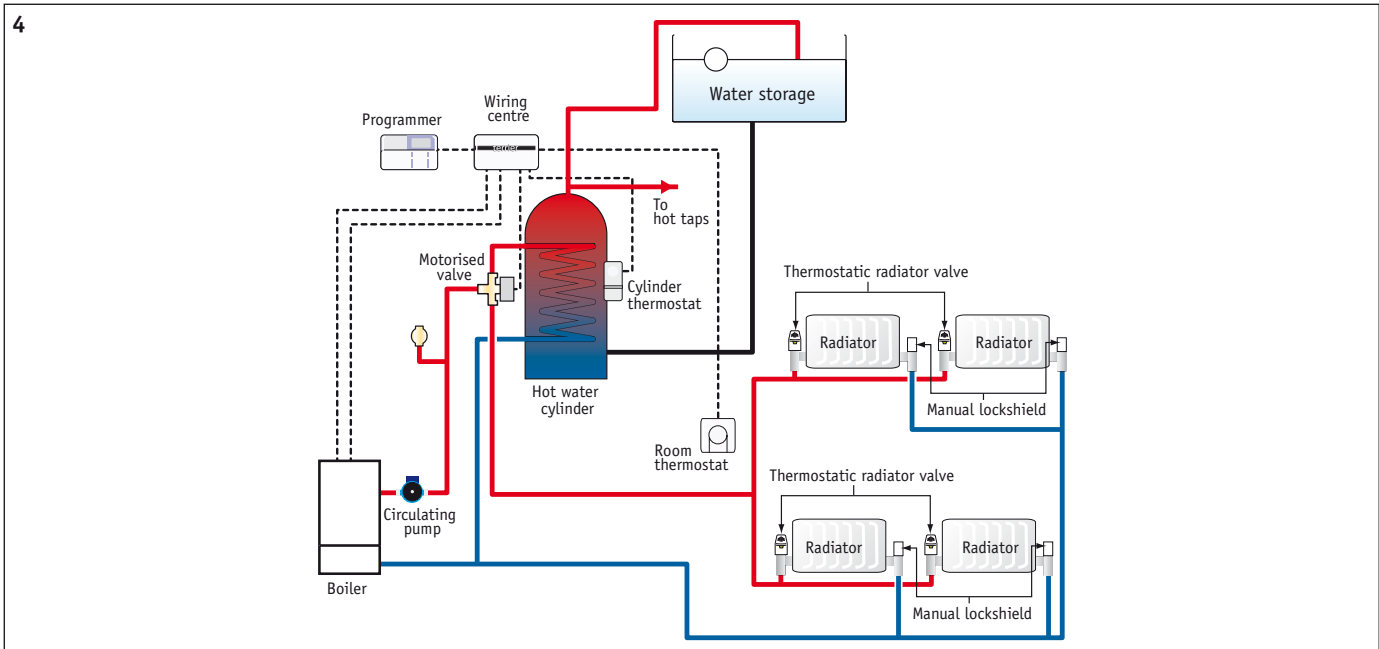 4
Water storage
Programmer
Wiring
centre
terrier
To
hot taps
Motorised
valve
Cylinder
thermostat
Hot water
cylinder
Thermostatic radiator valve
Radiator
Radiator
Manual lockshield
Room
thermostat
Thermostatic radiator valve
Circulating
pump
Radiator
Radiator
Boiler
Manual lockshield